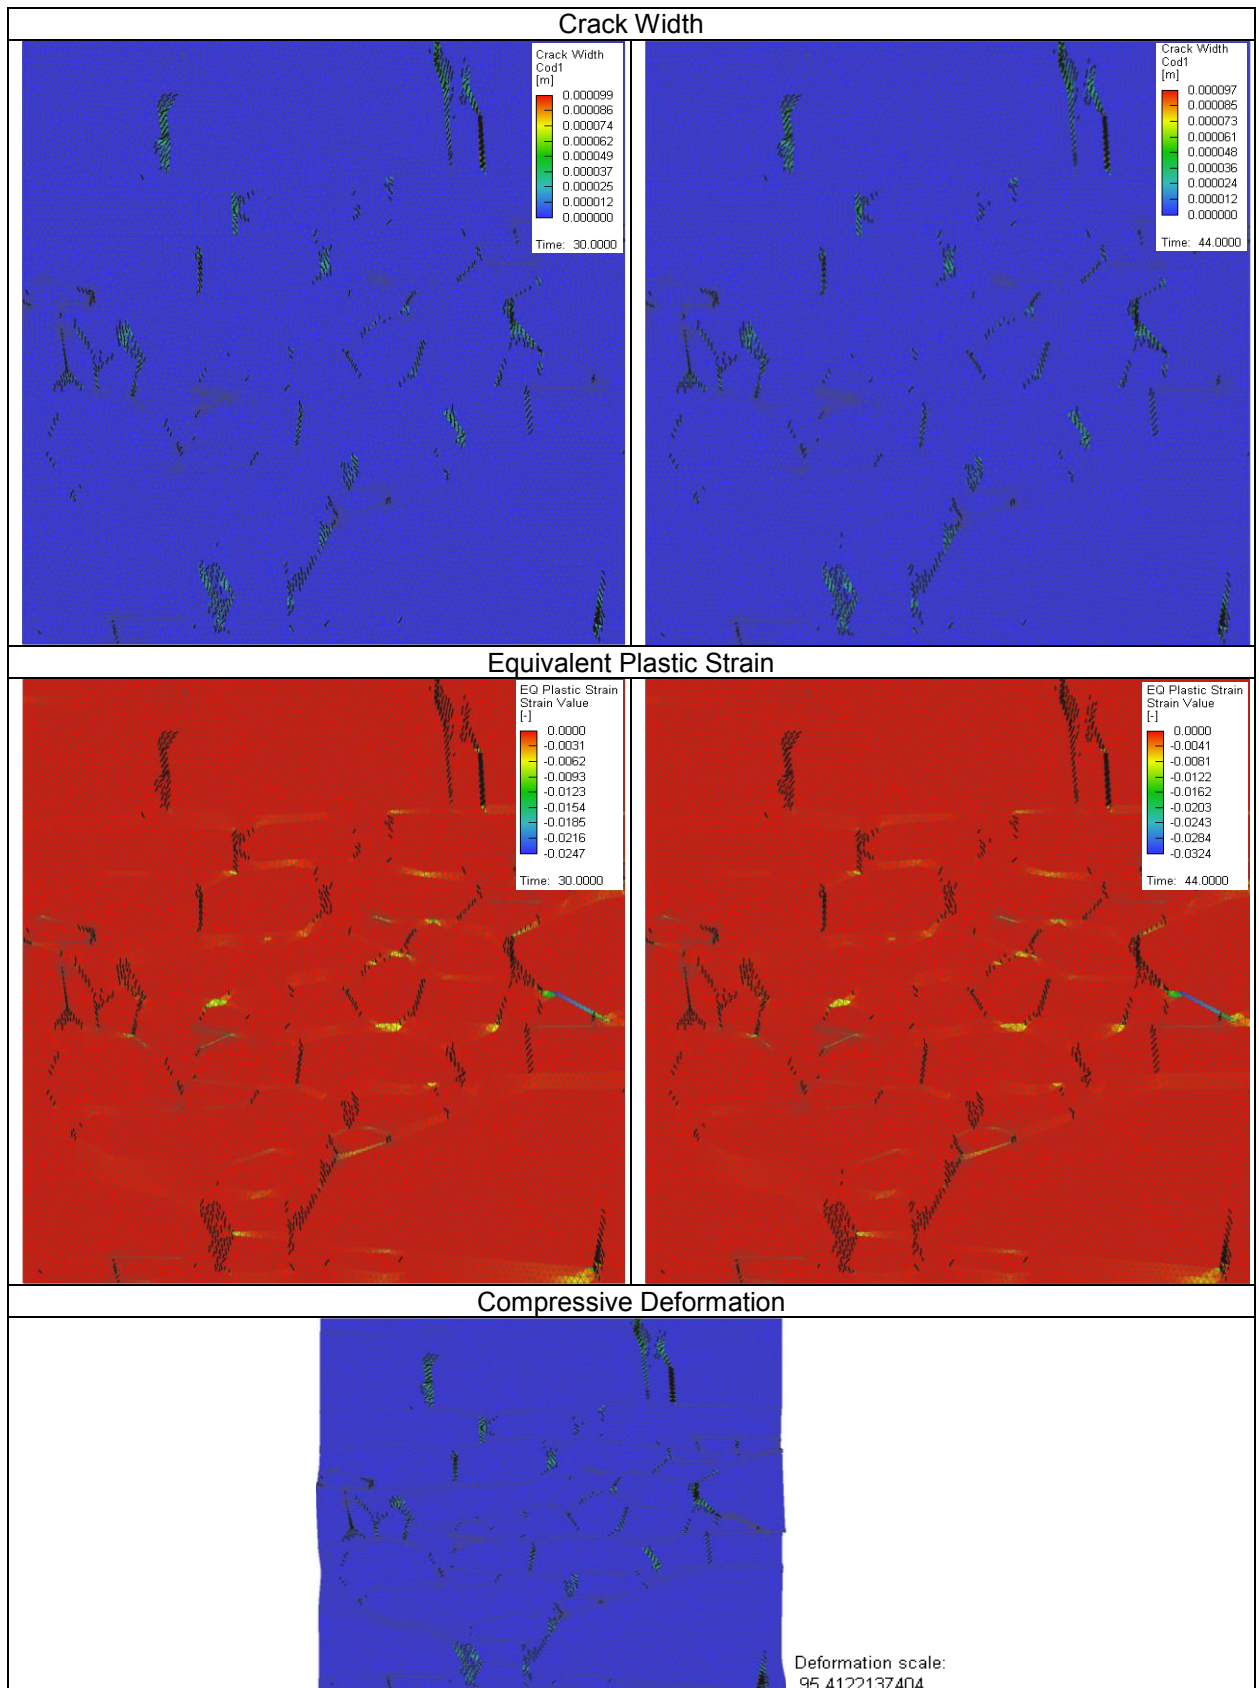 Crack Width
Crack Width
Cod1
[m]
0.000099
0.000086
0.000074
0.000062
0.000049
0.000037
0.000025
0.000012
0.000000
Time: 30.0000
Crack Width
Cod1
[m]
0.000097
0.000085
0.000073
0.000061
0.000048
0.000036
0.000024
0.000012
0.000000
Time: 44.0000
Equivalent Plastic Strain
EQ Plastic Strain
Strain Value
[-]
0.0000
-0.0031
-0.0062
-0.0093
-0.0123
-0.0154
-0.0185
-0.0216
-0.0247
Time: 30.0000
EQ Plastic Strain
Strain Value
[-]
0.0000
-0.0041
-0.0081
-0.0122
-0.0162
-0.0203
-0.0243
-0.0284
-0.0324
Time: 44.0000
Compressive Deformation
Deformation scale:
95.4122137404